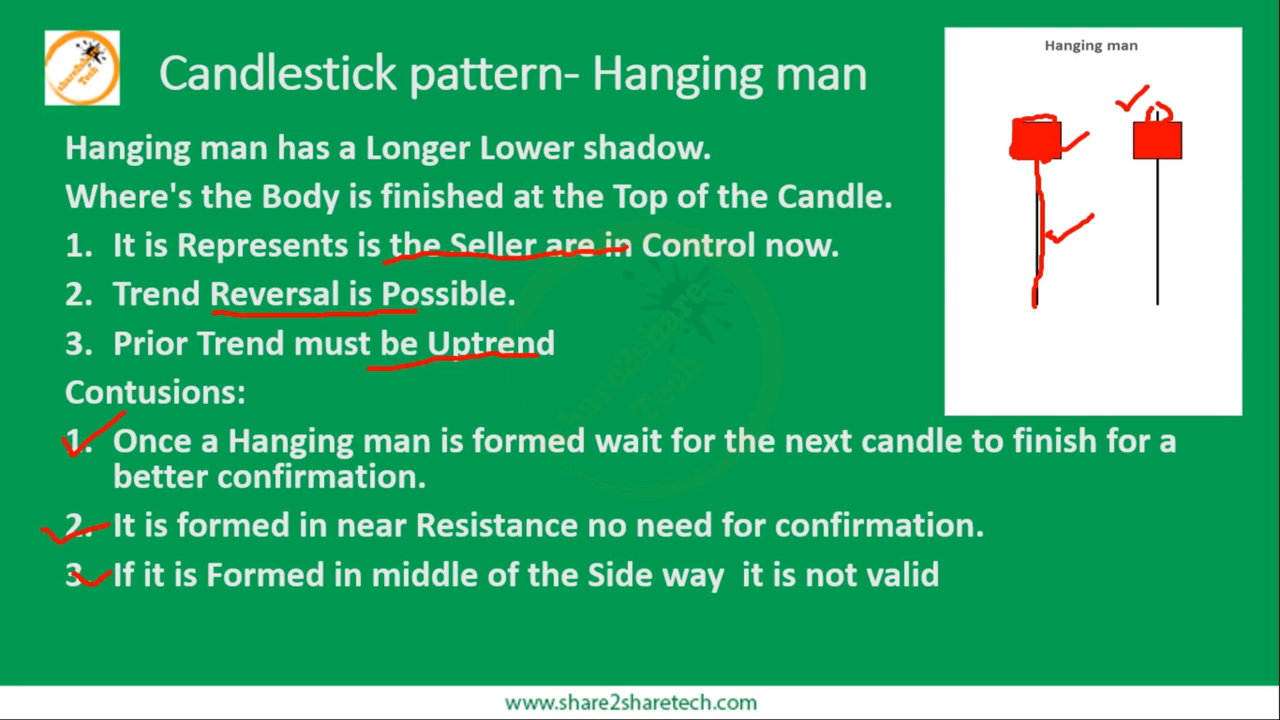 Candlestick pattern- Hanging man
Hanging man has a Longer Lower shadow.
Where's the Body is finished at the Top of the Candle.
1. It is Represents is the Seller are in Control now.
2. Trend Reversal is Possible.
3. Prior Trend must be Uptrend
Contusions:
1. Once a Hanging man is formed wait for the next candle to finish for a
better confirmation.
2. It is formed in near Resistance no need for confirmation.
3. If it is Formed in middle of the Side way it is not valid
Hanging man
share2share
Tech
www.share2sharetech.com